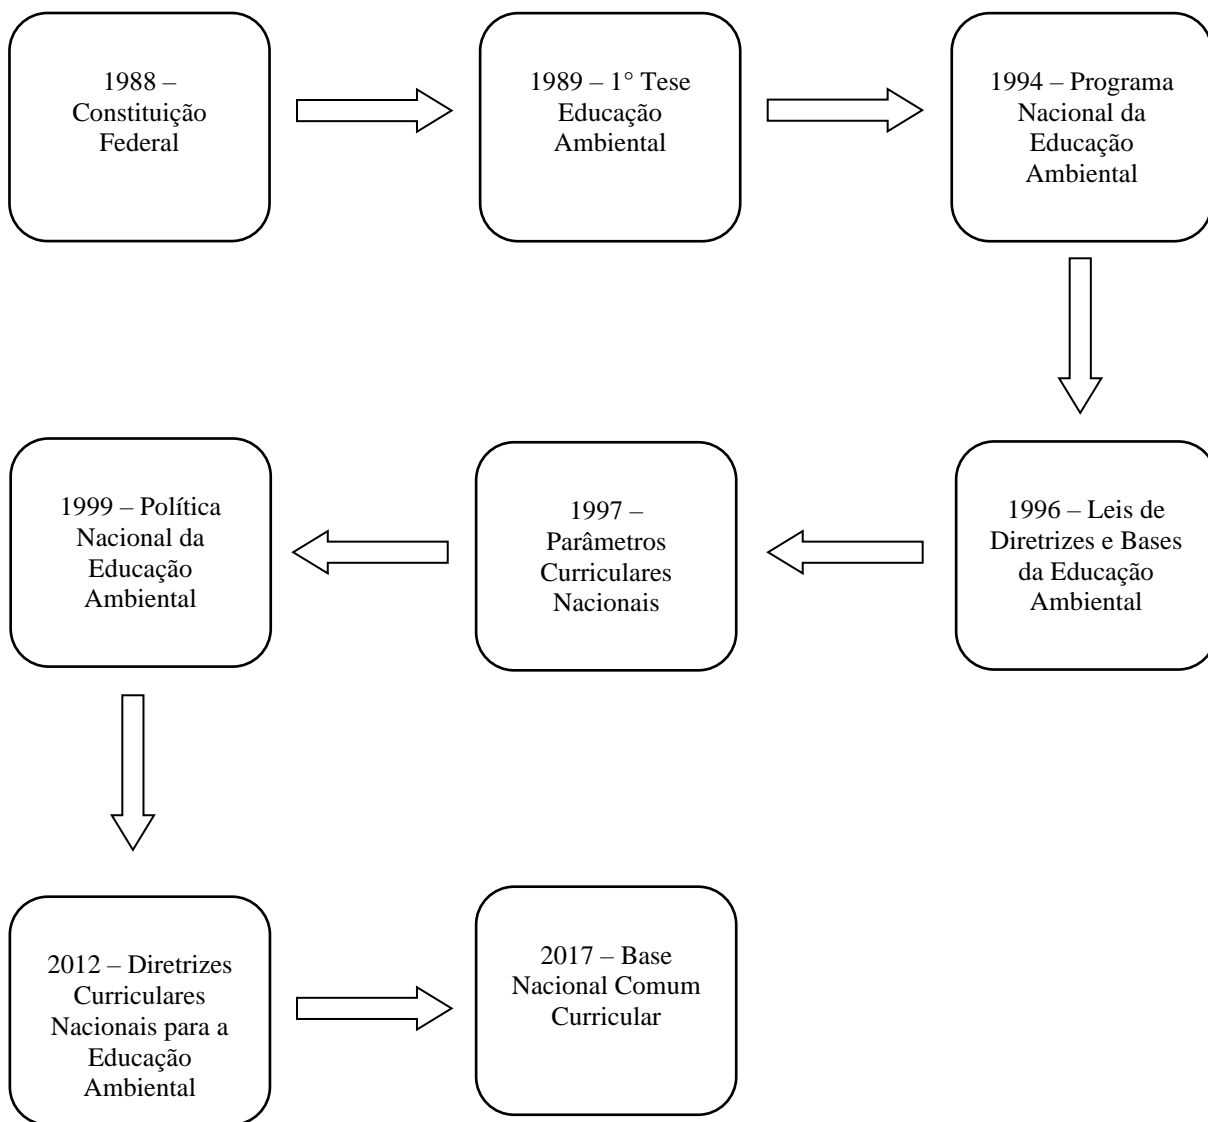 1988 –
Constituição
Federal
1989 – 1° Tese
Educação
Ambiental
1994 – Programa
Nacional da
Educação
Ambiental
1996 – Leis de
Diretrizes e Bases
da Educação
Ambiental
1997 –
Parâmetros
Curriculares
Nacionais
1999 – Política
Nacional da
Educação
Ambiental
2012 – Diretrizes
Curriculares
Nacionais para a
Educação
Ambiental
2017 – Base
Nacional Comum
Curricular